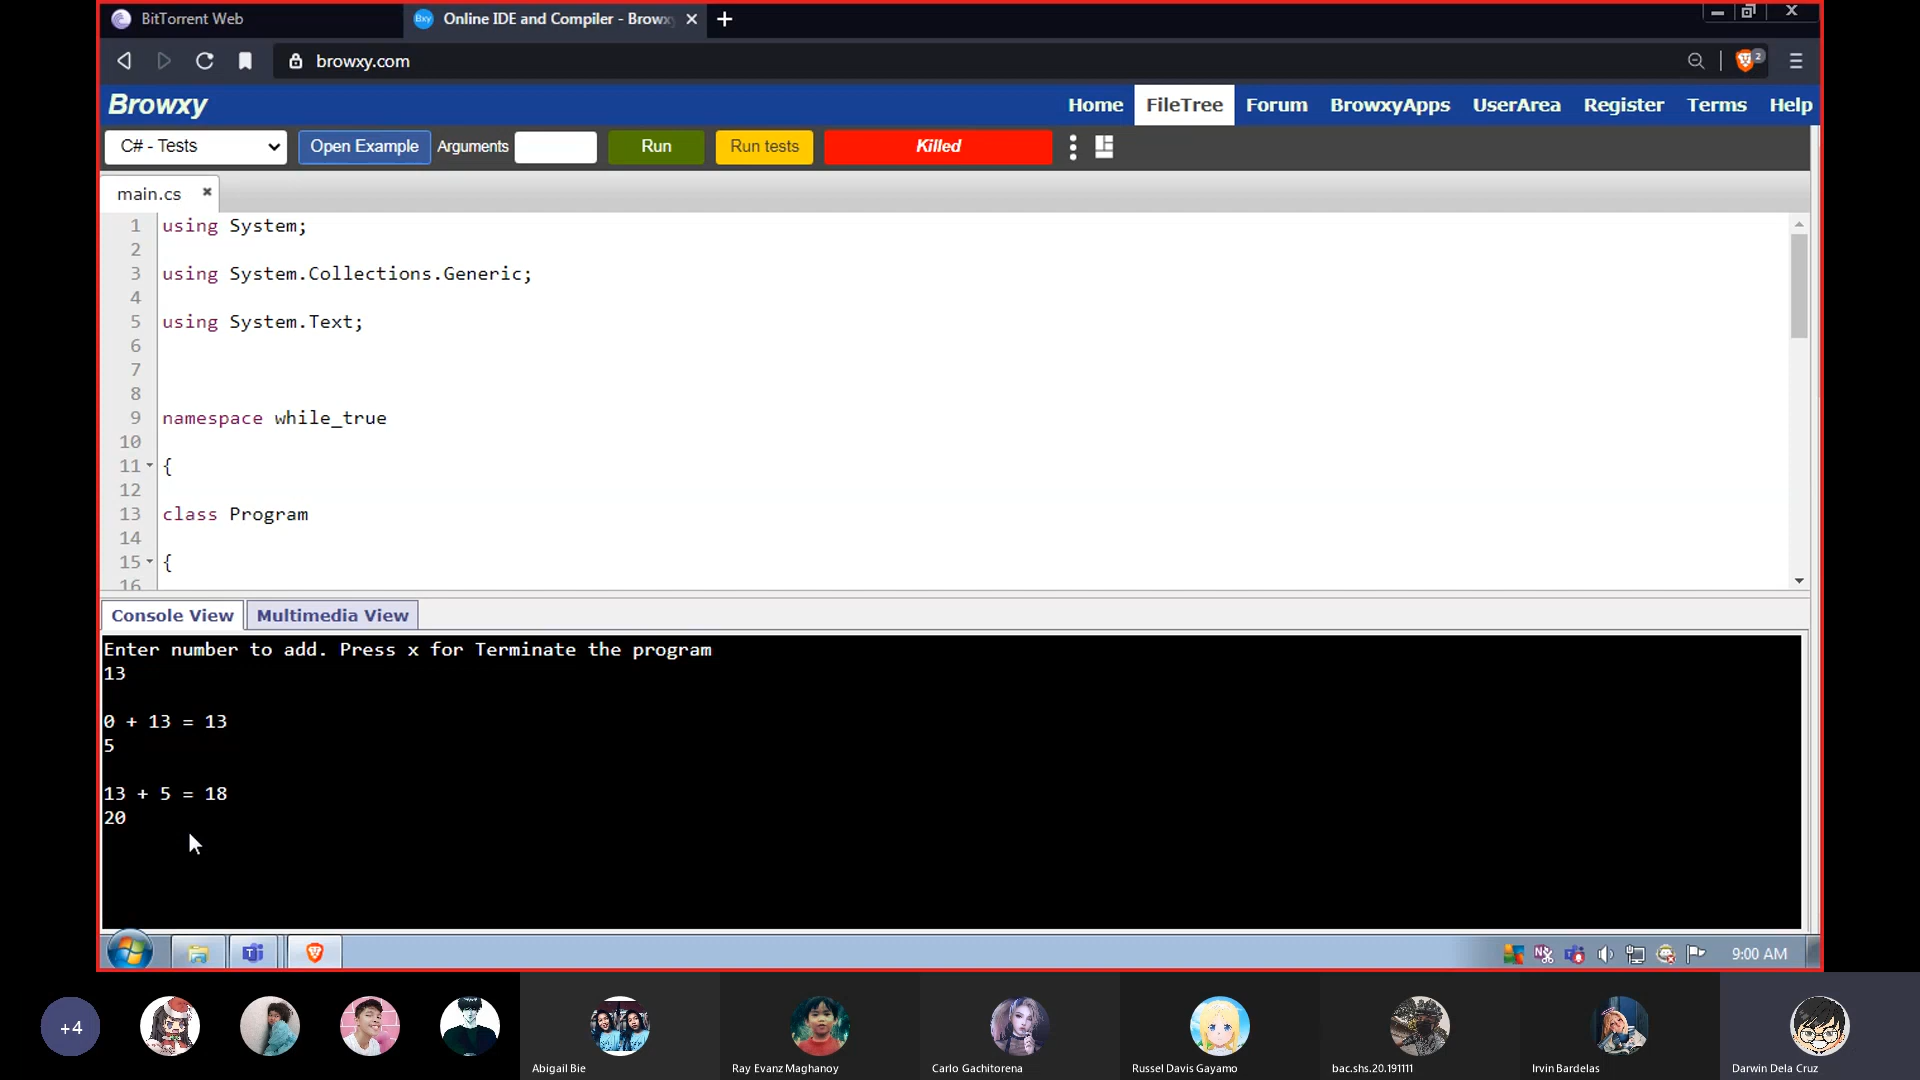 BitTorrent Web
Bxy Online IDE and Compiler - Brow
browxy.com
2
Browxy
Home FileTree Forum BrowxyApps UserArea Register Terms Help
C# - Tests Open Example Arguments Run Run tests Killed
main.cs
1 using System;
2
3 using System.Collections.Generic;
4
5 using System.Text;
6
7
8
9 namespace while_true
10
11 {
12
13 class Program
14
15 {
16
Console View Multimedia View
Enter number to add. Press x for Terminate the program
13
0 + 13 = 13
5
13 + 5 = 18
20
9:00 AM
+4
Abigail Bie
Ray Evanz Maghanoy
Carlo Gachitorena
Russel Davis Gayamo
bac.shs.20.191111
Irvin Bardelas
Darwin Dela Cruz